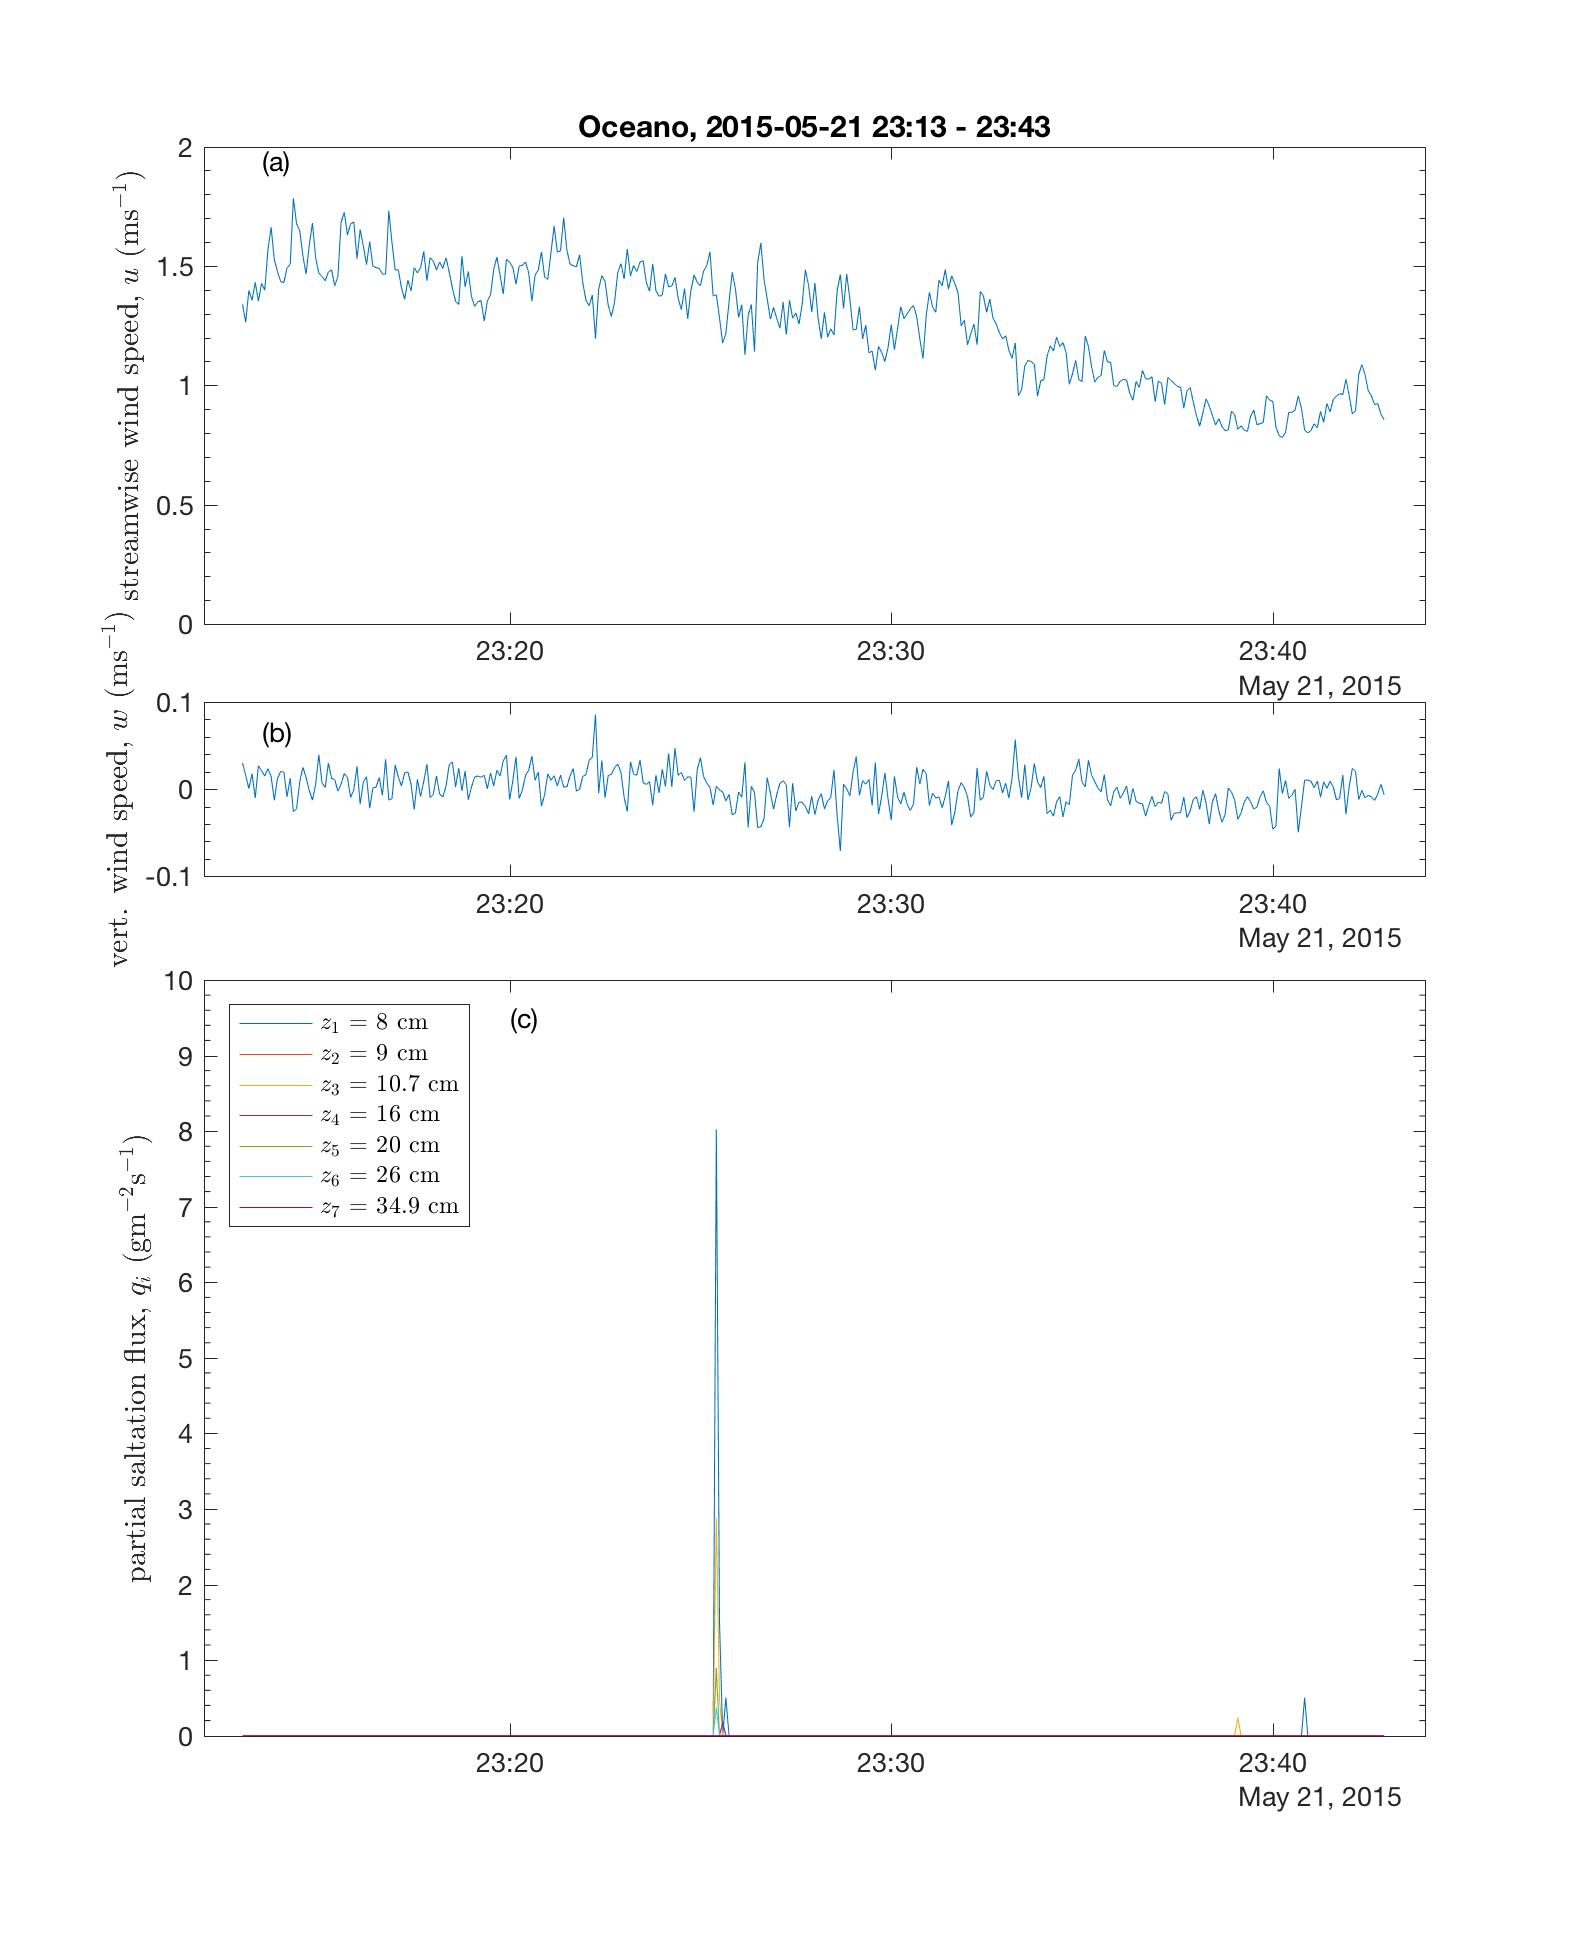 Oceano, 2015-05-21 23:13 - 23:43
(a)
streamwise wind speed, u (ms⁻¹)
2
1.5
1
0.5
0
23:20 23:30 23:40
May 21, 2015
(b)
vert. wind speed, w (ms⁻¹)
0.1
0
-0.1
23:20 23:30 23:40
May 21, 2015
(c)
partial saltation flux, qᵢ (gm⁻²s⁻¹)
10
9
8
7
6
5
4
3
2
1
0
z₁ = 8 cm
z₂ = 9 cm
z₃ = 10.7 cm
z₄ = 16 cm
z₅ = 20 cm
z₆ = 26 cm
z₇ = 34.9 cm
23:20 23:30 23:40
May 21, 2015